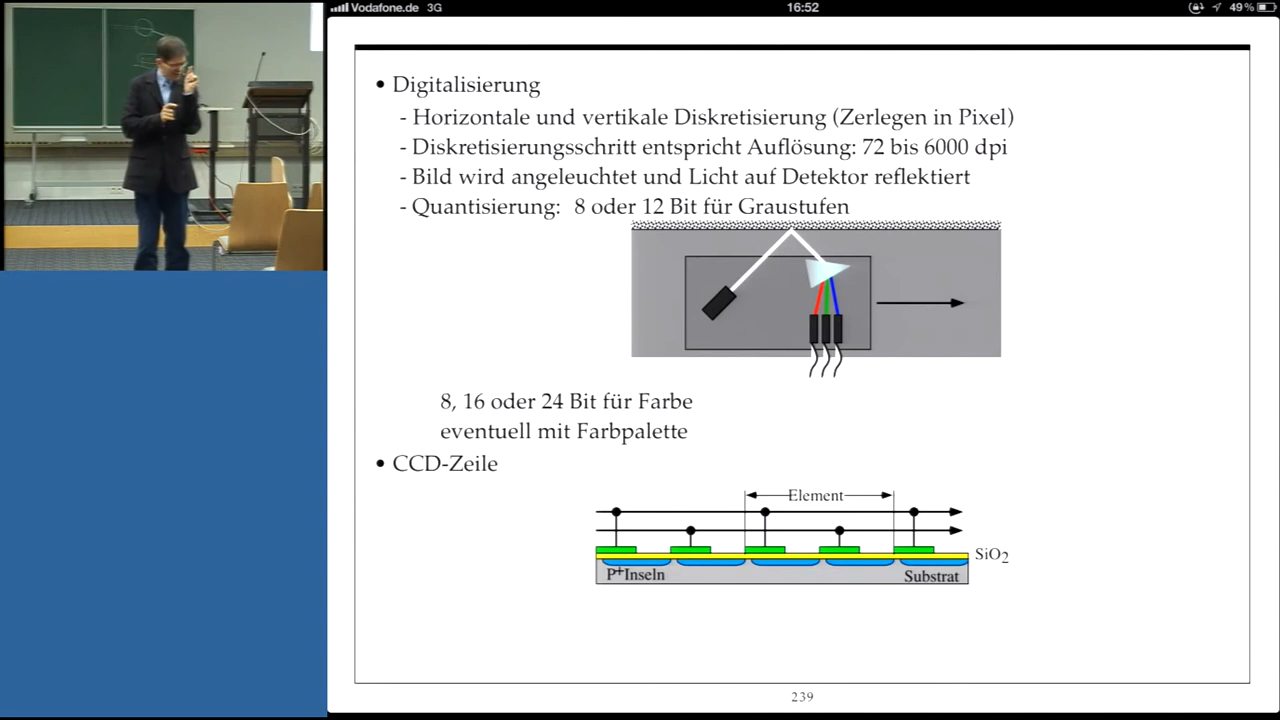 Vodafone.de 3G 16:52 49%
• Digitalisierung
- Horizontale und vertikale Diskretisierung (Zerlegen in Pixel)
- Diskretisierungsschritt entspricht Auflösung: 72 bis 6000 dpi
- Bild wird angeleuchtet und Licht auf Detektor reflektiert
- Quantisierung: 8 oder 12 Bit für Graustufen
8, 16 oder 24 Bit für Farbe
eventuell mit Farbpalette
• CCD-Zeile
Element
SiO2
P+Inseln
Substrat
239